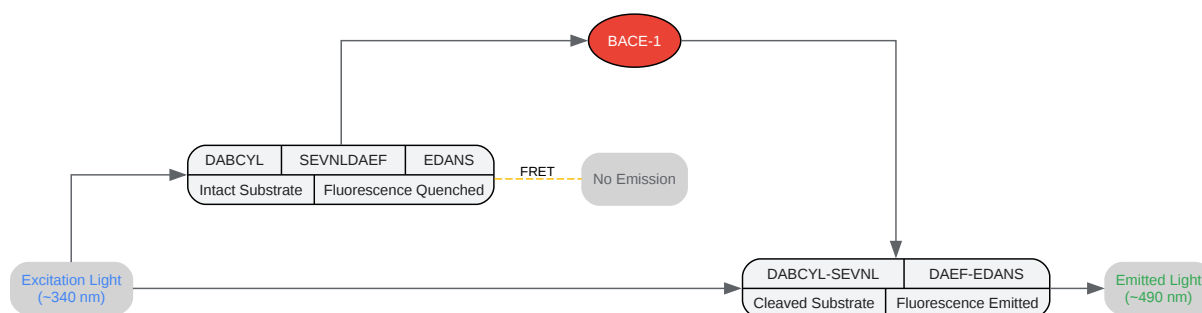 BACE-1
DABCYL SEVNLDAEF EDANS
Intact Substrate Fluorescence Quenched
FRET
No Emission
Excitation Light
(~340 nm)
DABCYL-SEVNL DAEF-EDANS
Cleaved Substrate Fluorescence Emitted
Emitted Light
(~490 nm)